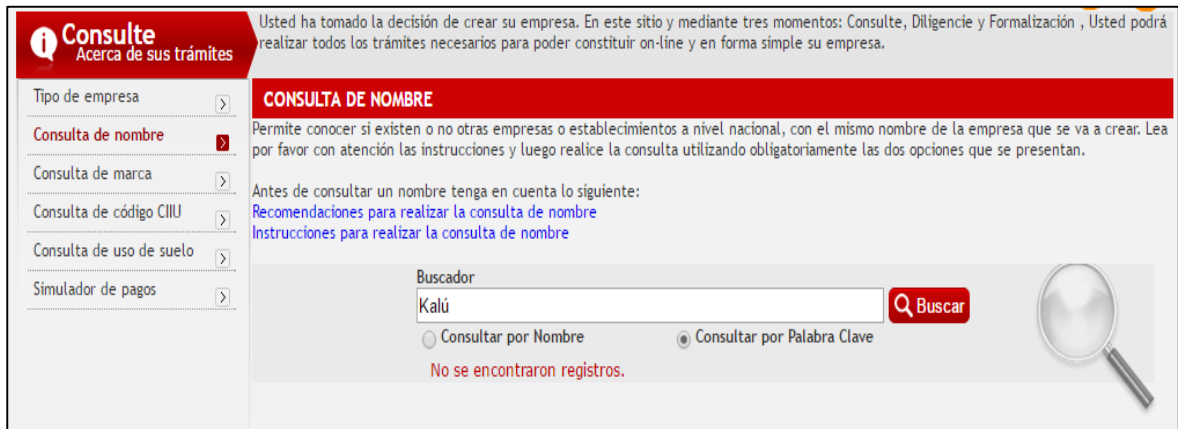 Consulte
Acerca de sus trámites
Usted ha tomado la decisión de crear su empresa. En este sitio y mediante tres momentos: Consulte, Diligencie y Formalización , Usted podrá
realizar todos los trámites necesarios para poder constituir on-line y en forma simple su empresa.
Tipo de empresa
Consulta de nombre
Consulta de marca
Consulta de código CIIU
Consulta de uso de suelo
Simulador de pagos
CONSULTA DE NOMBRE
Permite conocer si existen o no otras empresas o establecimientos a nivel nacional, con el mismo nombre de la empresa que se va a crear. Lea
por favor con atención las instrucciones y luego realice la consulta utilizando obligatoriamente las dos opciones que se presentan.
Antes de consultar un nombre tenga en cuenta lo siguiente:
Recomendaciones para realizar la consulta de nombre
Instrucciones para realizar la consulta de nombre
Buscador
Kalú
Buscar
Consultar por Nombre
Consultar por Palabra Clave
No se encontraron registros.